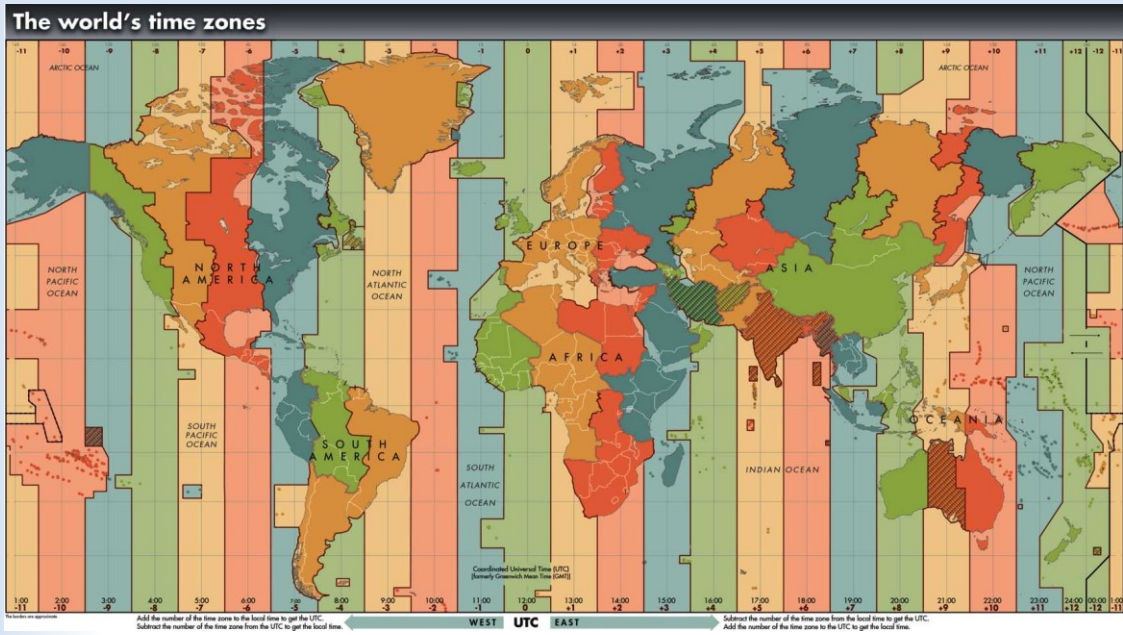 The world's time zones
-11 -10 -9 -8 -7 -6 -5 -4 -3 -2 -1 0 +1 +2 +3 +4 +5 +6 +7 +8 +9 +10 +11 +12 -12 -11
ARCTIC OCEAN
ARCTIC OCEAN
EUROPE
NORTH
PACIFIC
OCEAN
NORTH
AMERICA
NORTH
ATLANTIC
OCEAN
ASIA
NORTH
PACIFIC
OCEAN
AFRICA
SOUTH
PACIFIC
OCEAN
SOUTH
AMERICA
OCEANIA
SOUTH
ATLANTIC
OCEAN
INDIAN OCEAN
Coordinated Universal Time (UTC)
[formerly Greenwich Mean Time (GMT)]
1:00 2:00 3:00 4:00 5:00 6:00 7:00 8:00 9:00 10:00 11:00 12:00 13:00 14:00 15:00 16:00 17:00 18:00 19:00 20:00 21:00 22:00 23:00 24:00 00:00 1:00
-11 -10 -9 -8 -7 -6 -5 -4 -3 -2 -1 0 +1 +2 +3 +4 +5 +6 +7 +8 +9 +10 +11 +12 -12 -11
The borders are approximate
Add the number of the time zone to the local time to get the UTC.
Subtract the number of the time zone from the UTC to get the local time.
WEST UTC EAST
Subtract the number of the time zone from the local time to get the UTC.
Add the number of the time zone to the UTC to get the local time.